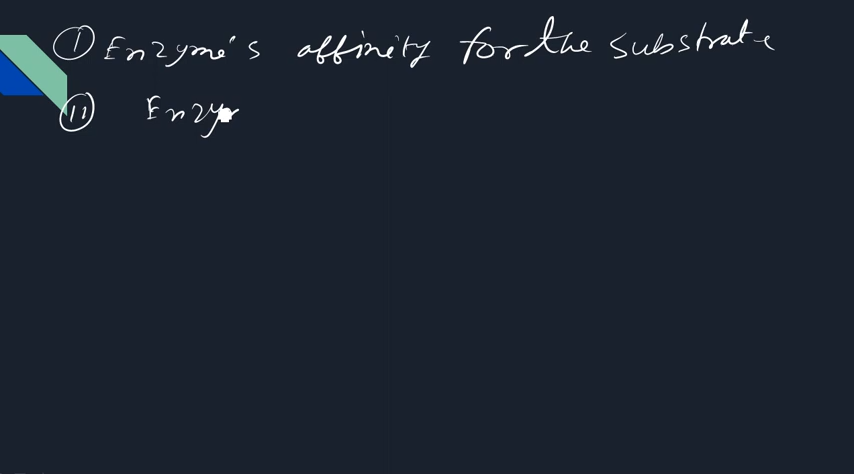 (i) Enzyme's affinity for the substrate
(ii) Enzy